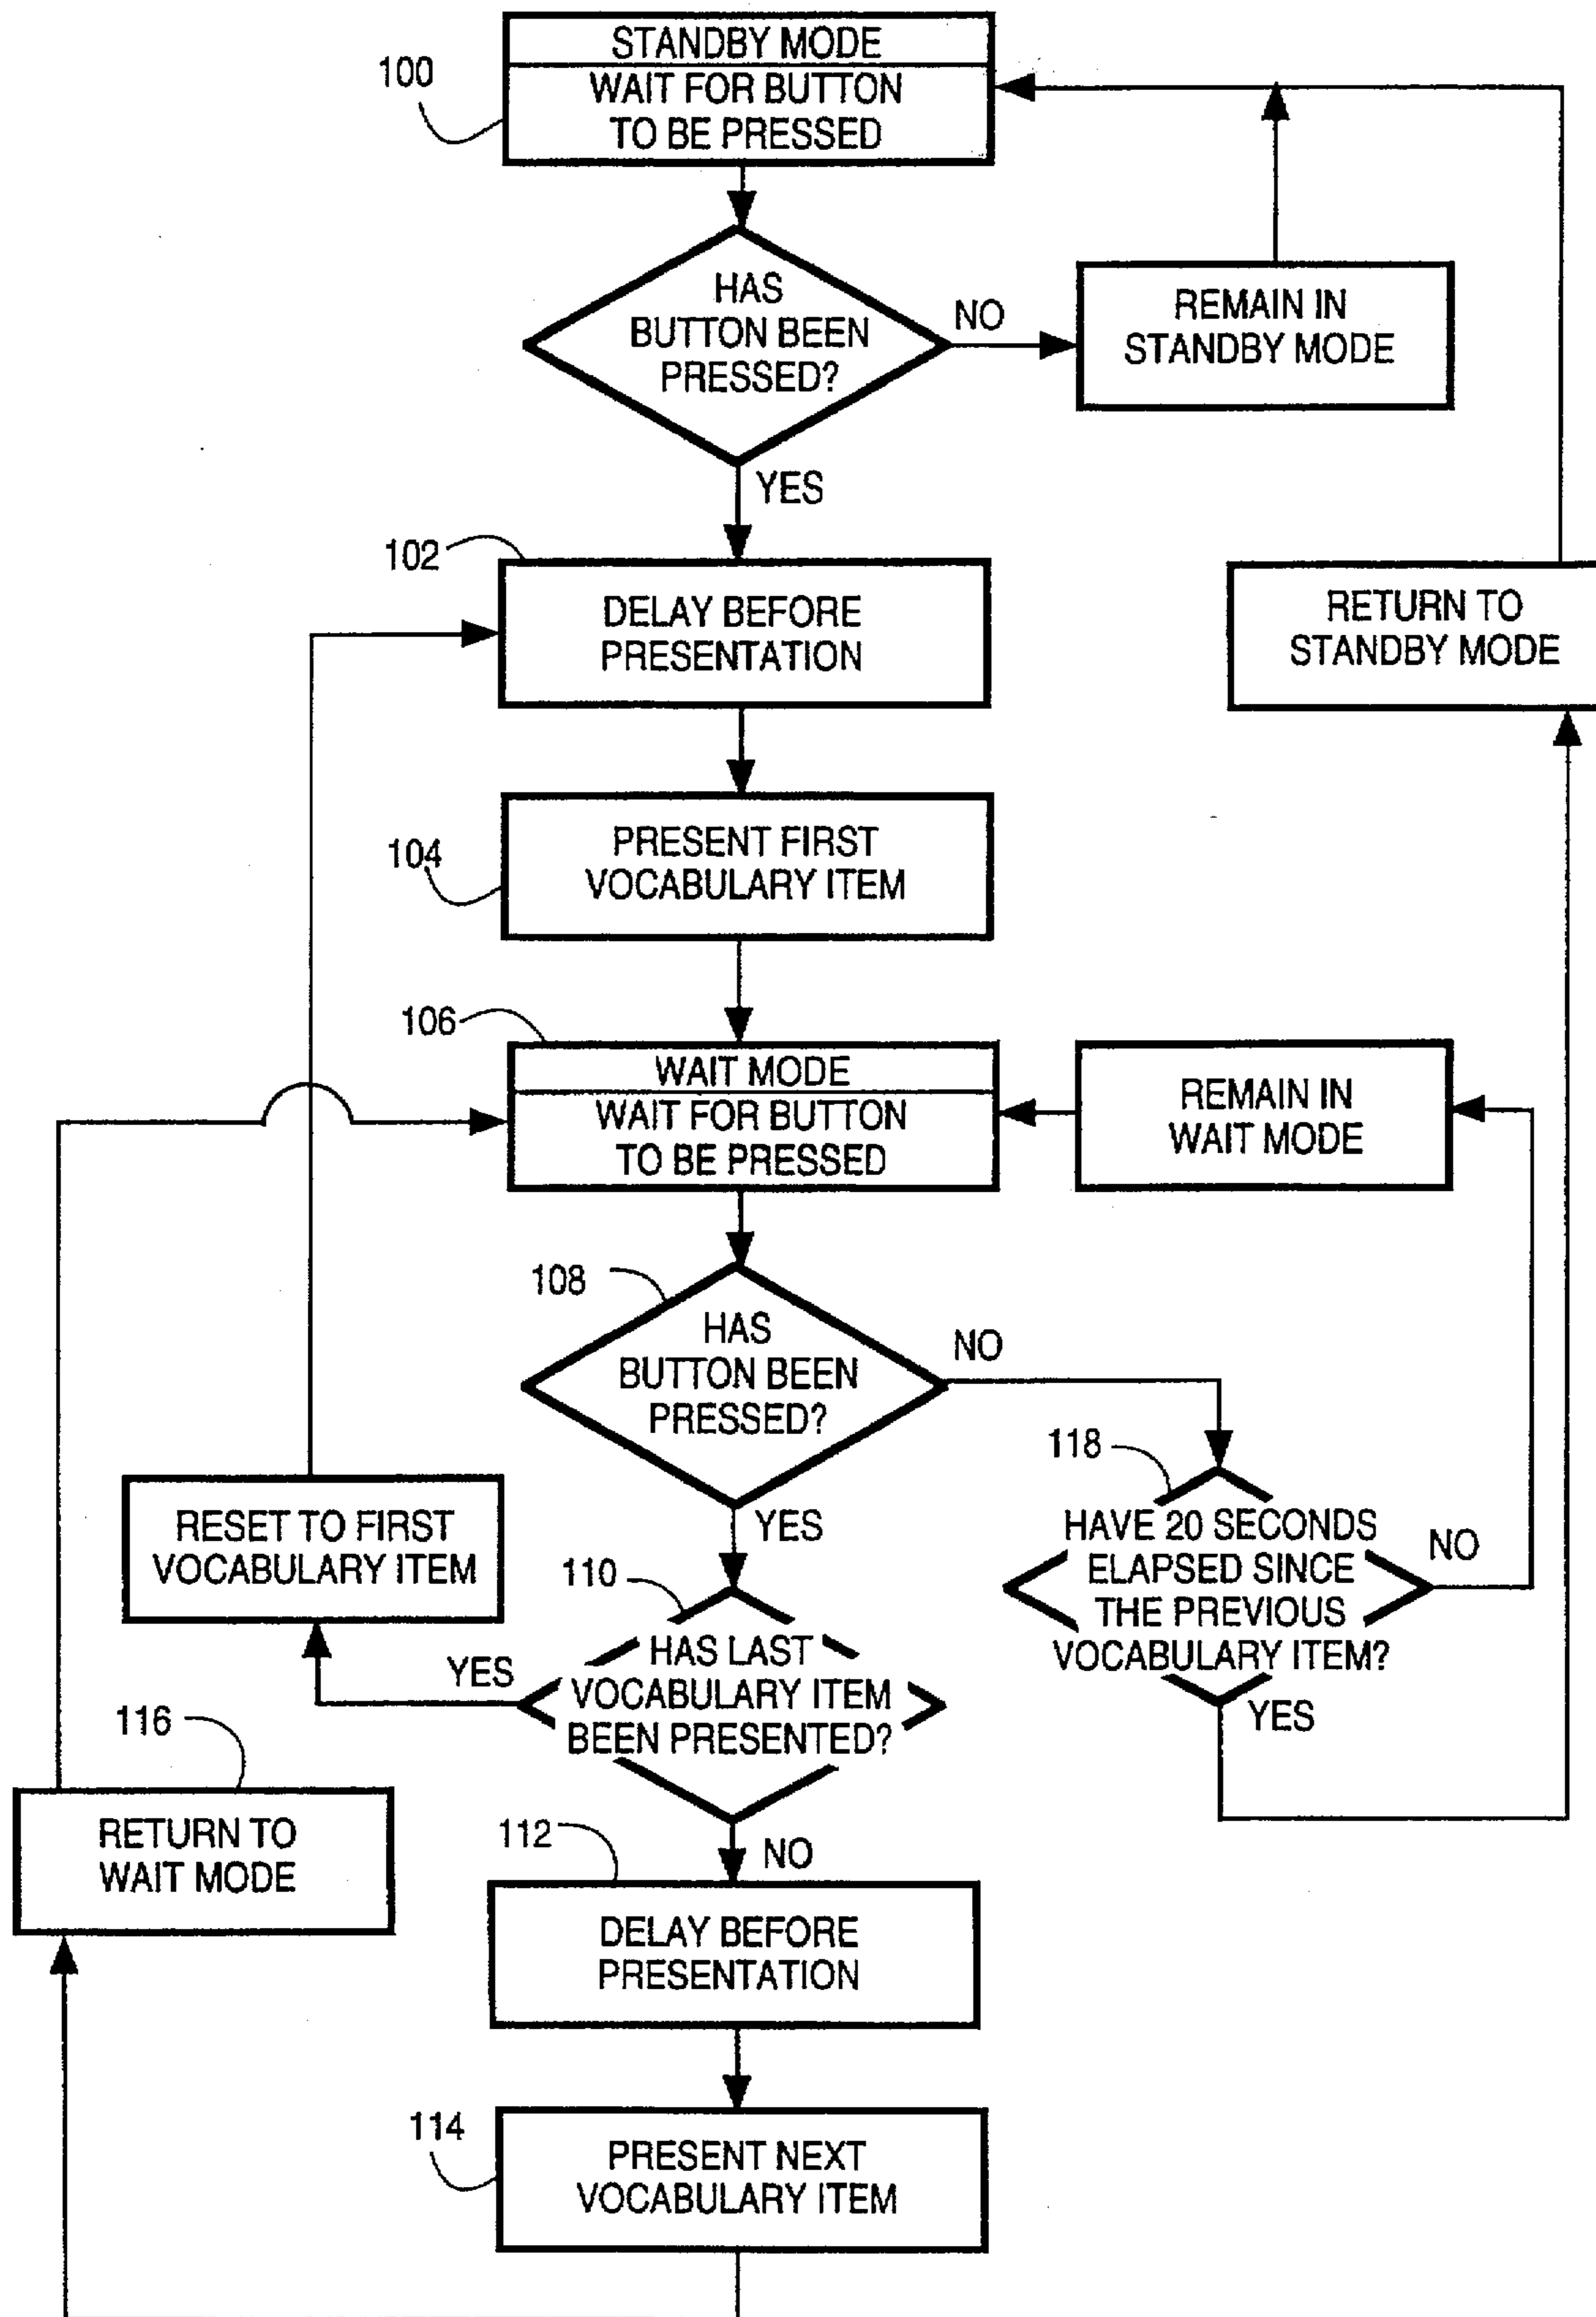 STANDBY MODE
100
WAIT FOR BUTTON
TO BE PRESSED
HAS
BUTTON BEEN
PRESSED?
NO
REMAIN IN
STANDBY MODE
YES
102
DELAY BEFORE
PRESENTATION
RETURN TO
STANDBY MODE
104
PRESENT FIRST
VOCABULARY ITEM
106
WAIT MODE
WAIT FOR BUTTON
TO BE PRESSED
REMAIN IN
WAIT MODE
108
HAS
BUTTON BEEN
PRESSED?
NO
118
HAVE 20 SECONDS
ELAPSED SINCE
THE PREVIOUS
VOCABULARY ITEM?
NO
YES
YES
RESET TO FIRST
VOCABULARY ITEM
110
HAS LAST
VOCABULARY ITEM
BEEN PRESENTED?
YES
116
RETURN TO
WAIT MODE
NO
112
DELAY BEFORE
PRESENTATION
114
PRESENT NEXT
VOCABULARY ITEM